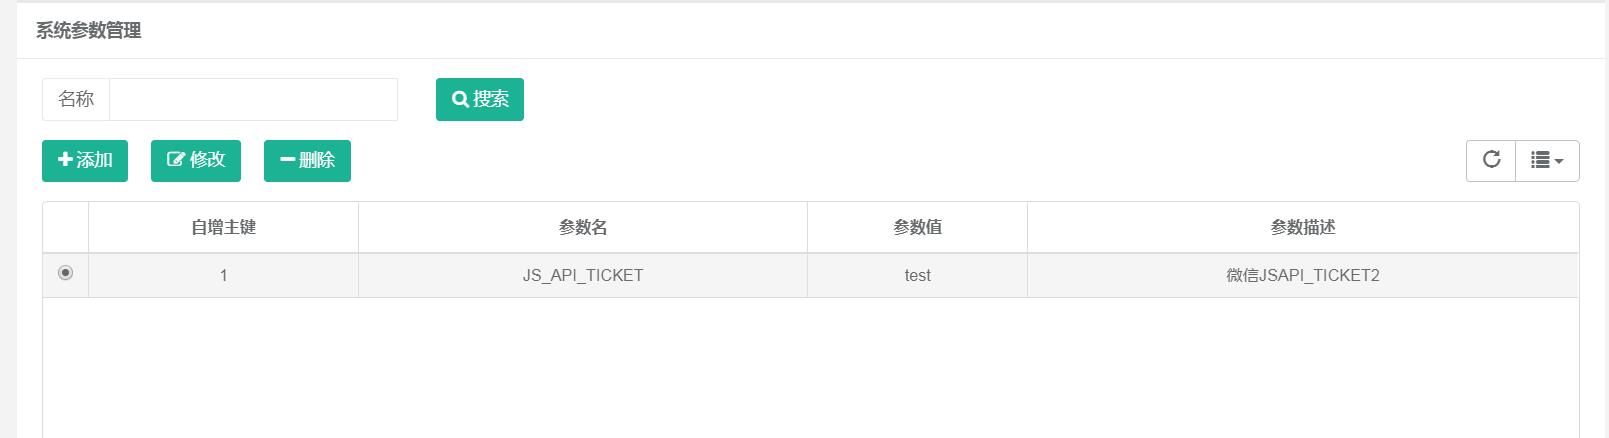 系统参数管理
名称
搜索
添加 修改 删除
自增主键 参数名 参数值 参数描述
1 JS_API_TICKET test 微信JSAPI_TICKET2